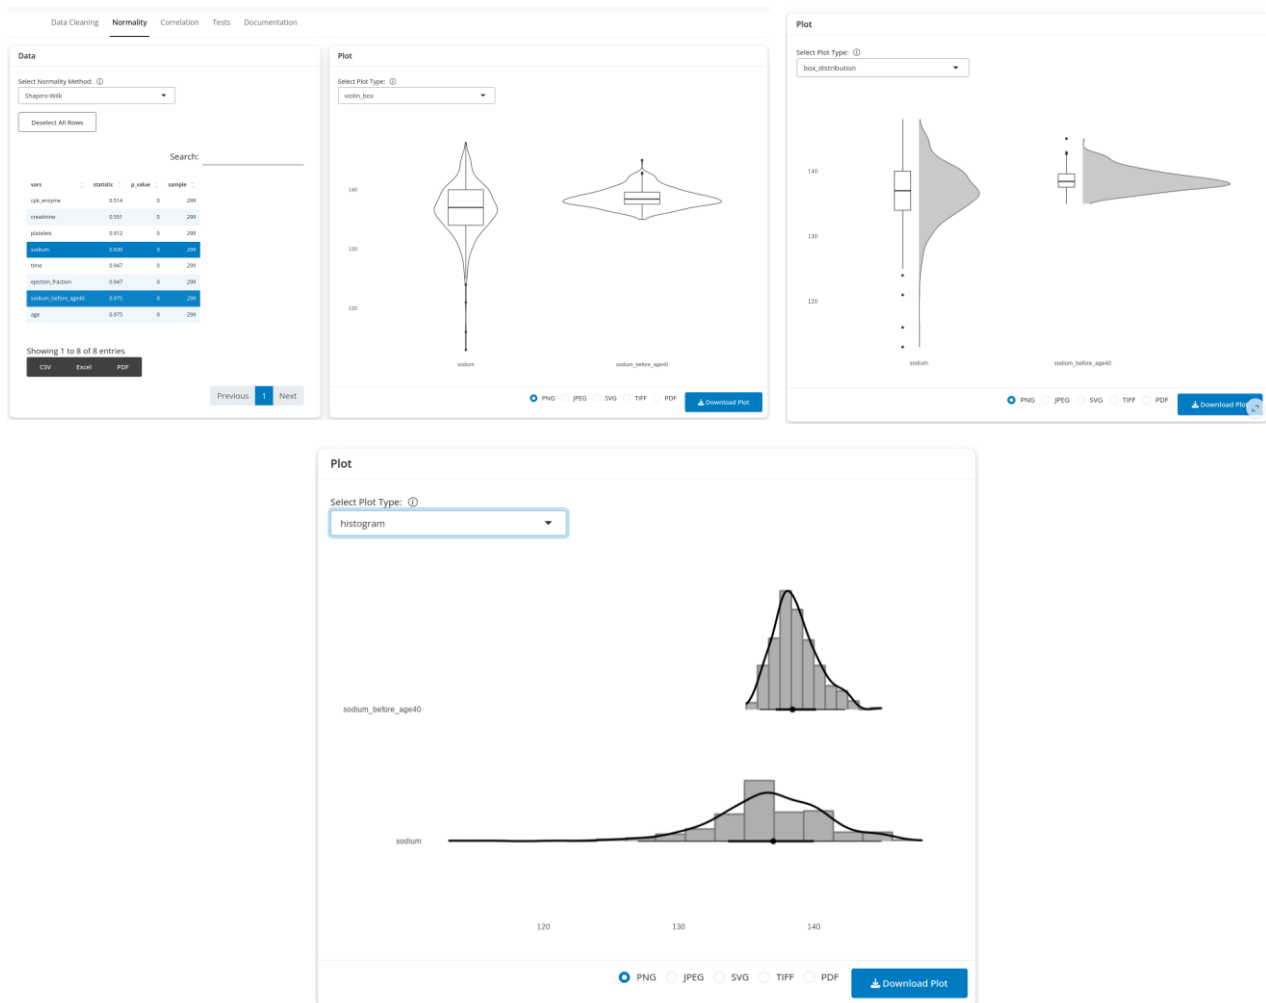 Data Cleaning Normality Correlation Tests Documentation
Data
Select Normality Method:
Shapiro-Wilk
Deselect All Rows
Search:
vars statistic p_value sample
cpk_enzyme 0.514 0 299
creatinine 0.551 0 299
platelets 0.912 0 299
sodium 0.939 0 299
time 0.947 0 299
ejection_fraction 0.947 0 299
sodium_before_age40 0.975 0 299
age 0.975 0 299
Showing 1 to 8 of 8 entries
CSV Excel PDF
Previous 1 Next
Plot
Select Plot Type:
violin_box
140
130
120
sodium sodium_before_age40
PNG JPEG SVG TIFF PDF Download Plot
Plot
Select Plot Type:
box_distribution
140
130
120
sodium sodium_before_age40
PNG JPEG SVG TIFF PDF Download Plot
Plot
Select Plot Type:
histogram
sodium_before_age40
sodium
120 130 140
PNG JPEG SVG TIFF PDF Download Plot